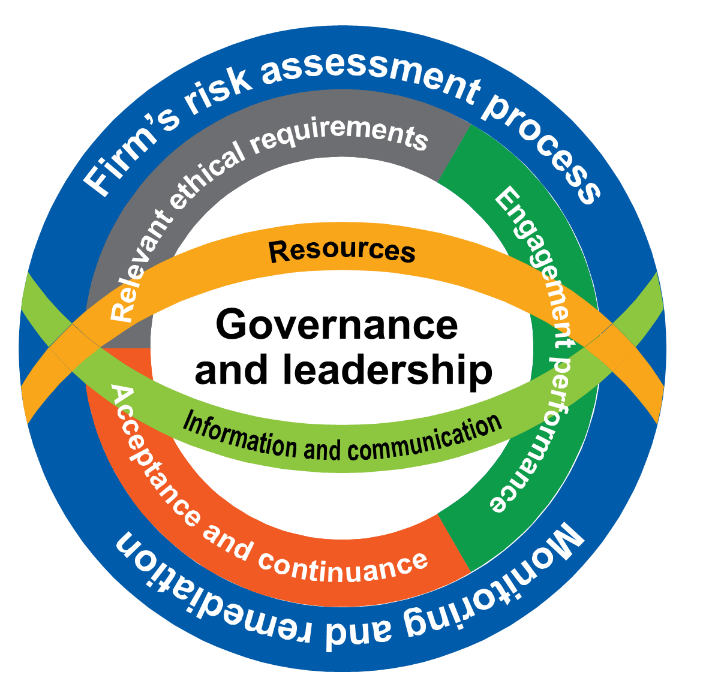 Firm’s risk assessment process
Relevant ethical requirements
Engagement performance
Resources
Governance
and leadership
Information and communication
Acceptance and continuance
Monitoring and remediation